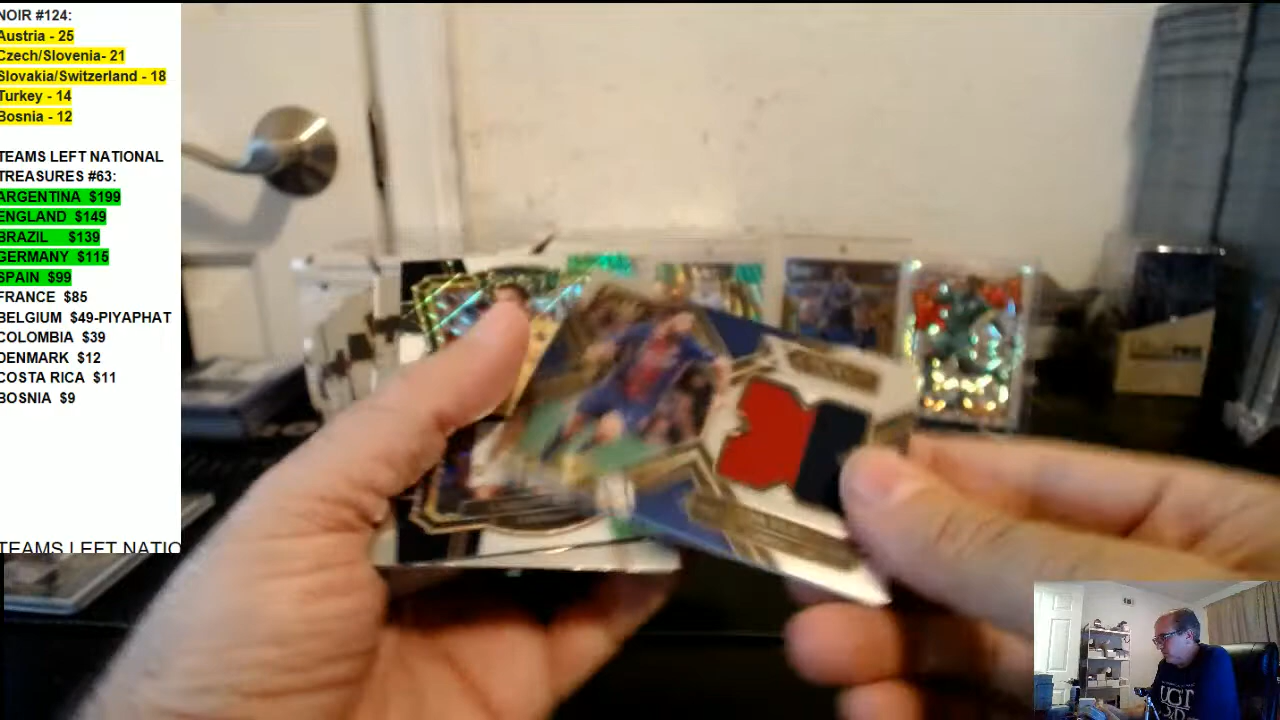 NOIR #124:
Austria - 25
Czech/Slovenia- 21
Slovakia/Switzerland - 18
Turkey - 14
Bosnia - 12
TEAMS LEFT NATIONAL
TREASURES #63:
ARGENTINA $199
ENGLAND $149
BRAZIL $139
GERMANY $115
SPAIN $99
FRANCE $85
BELGIUM $49-PIYAPHAT
COLOMBIA $39
DENMARK $12
COSTA RICA $11
BOSNIA $9
TEAMS LEFT NATIO